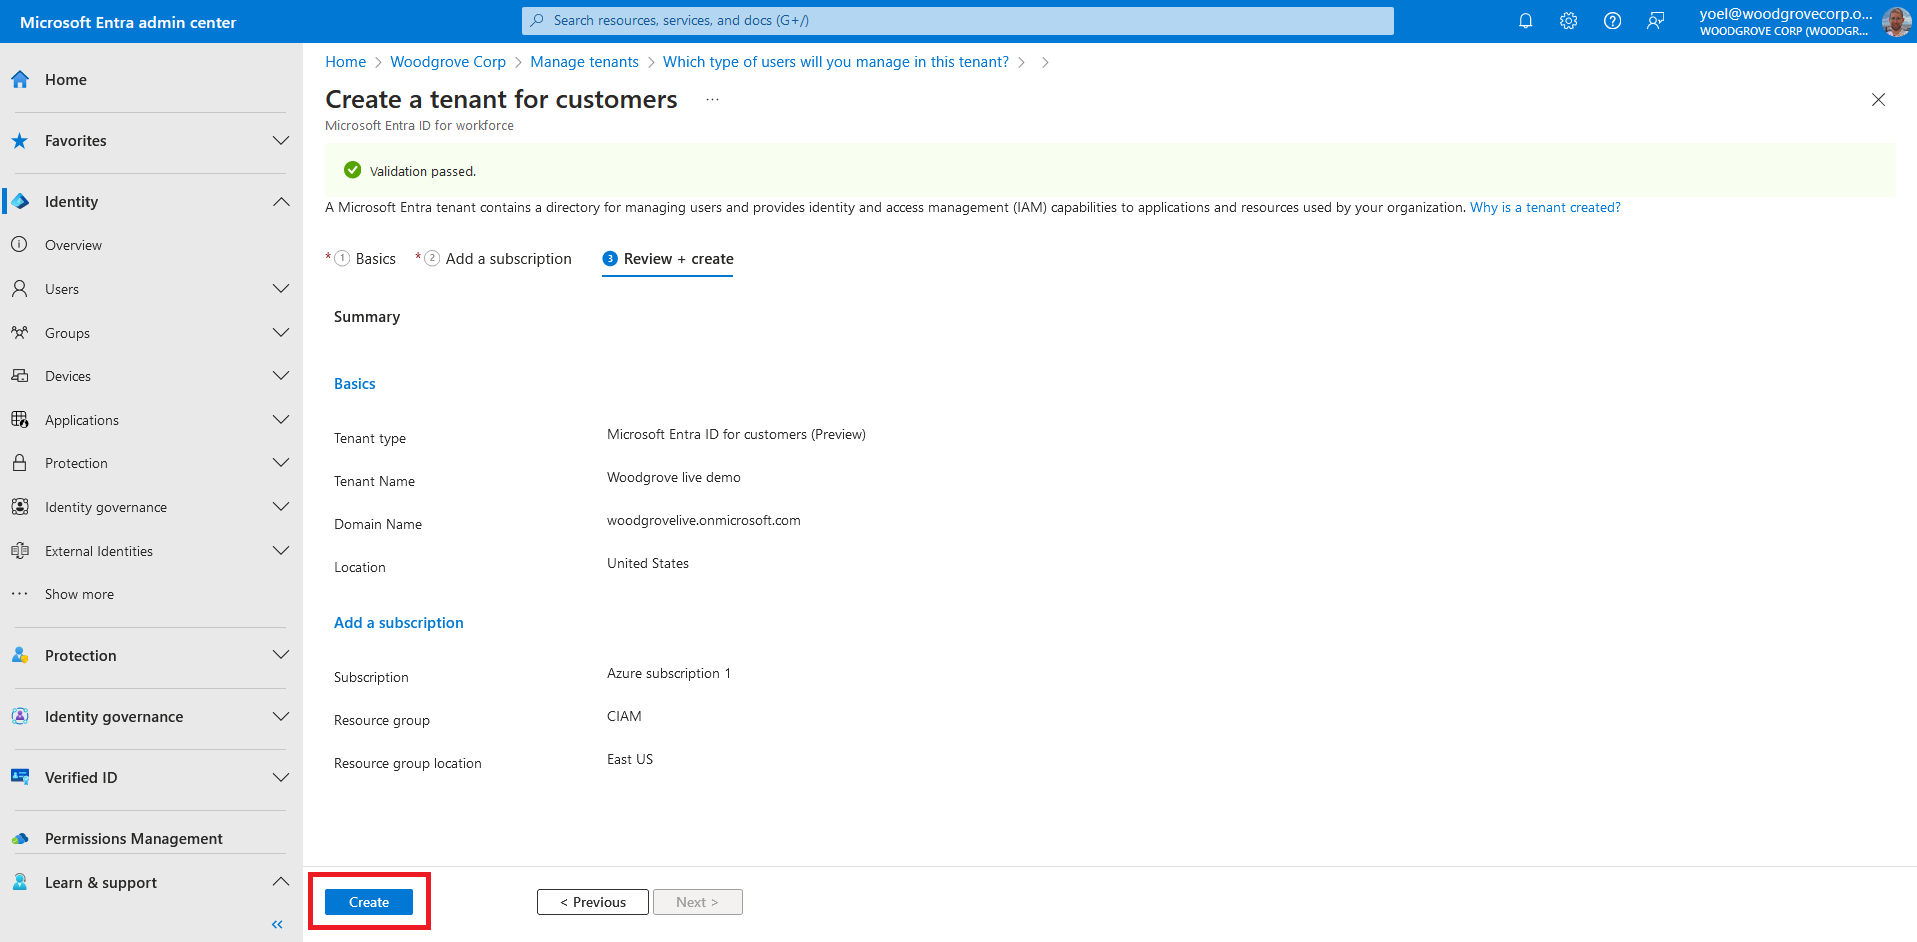 Microsoft Entra admin center
Search resources, services, and docs (G+/)
yoel@woodgrovecorp.o...
WOODGROVE CORP (WOODGR...
Home
Favorites
Identity
Overview
Users
Groups
Devices
Applications
Protection
Identity governance
External Identities
Show more
Protection
Identity governance
Verified ID
Permissions Management
Learn & support
Home > Woodgrove Corp > Manage tenants > Which type of users will you manage in this tenant? > >
Create a tenant for customers ...
Microsoft Entra ID for workforce
Validation passed.
A Microsoft Entra tenant contains a directory for managing users and provides identity and access management (IAM) capabilities to applications and resources used by your organization. Why is a tenant created?
* 1 Basics * 2 Add a subscription 3 Review + create
Summary
Basics
Tenant type Microsoft Entra ID for customers (Preview)
Tenant Name Woodgrove live demo
Domain Name woodgrovelive.onmicrosoft.com
Location United States
Add a subscription
Subscription Azure subscription 1
Resource group CIAM
Resource group location East US
Create < Previous Next >